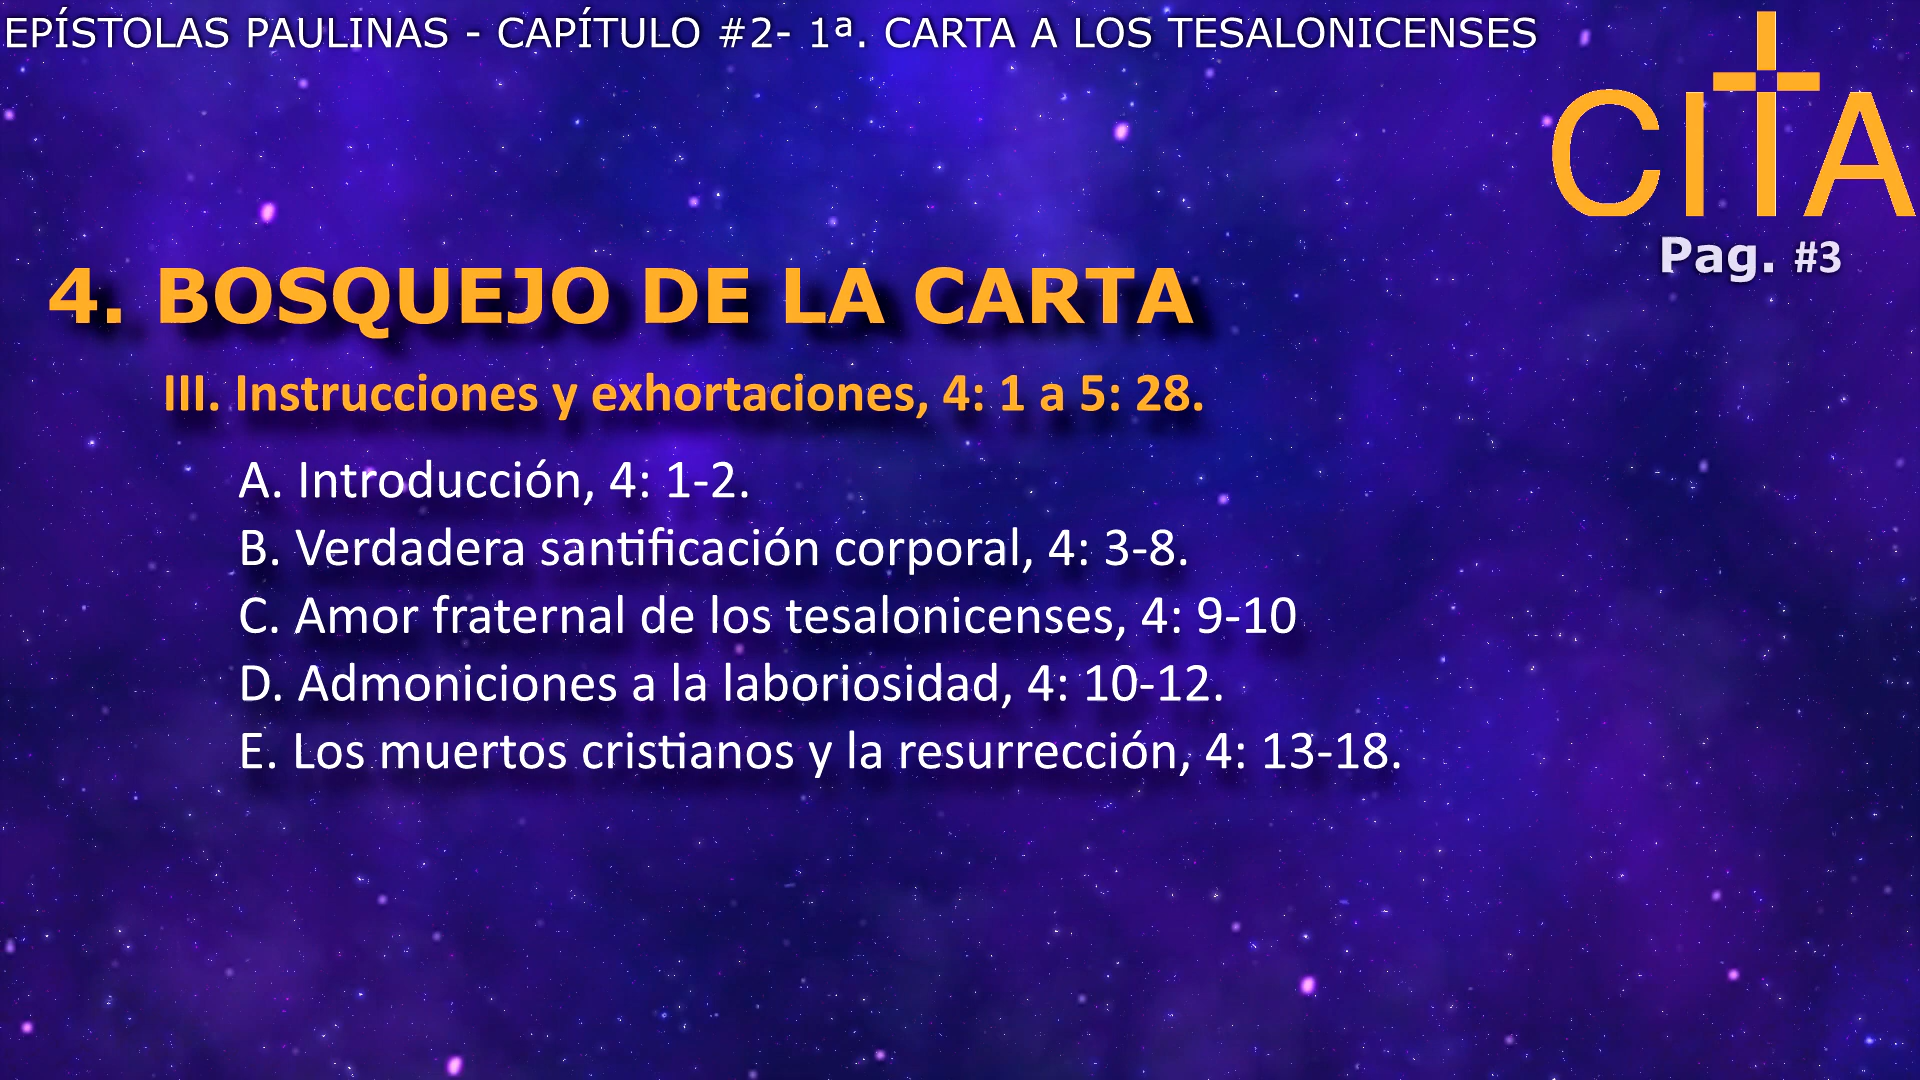 EPÍSTOLAS PAULINAS - CAPÍTULO #2- 1ª. CARTA A LOS TESALONICENSES
CITA
Pag. #3
4. BOSQUEJO DE LA CARTA
III. Instrucciones y exhortaciones, 4: 1 a 5: 28.
A. Introducción, 4: 1-2.
B. Verdadera santificación corporal, 4: 3-8.
C. Amor fraternal de los tesalonicenses, 4: 9-10
D. Admoniciones a la laboriosidad, 4: 10-12.
E. Los muertos cristianos y la resurrección, 4: 13-18.